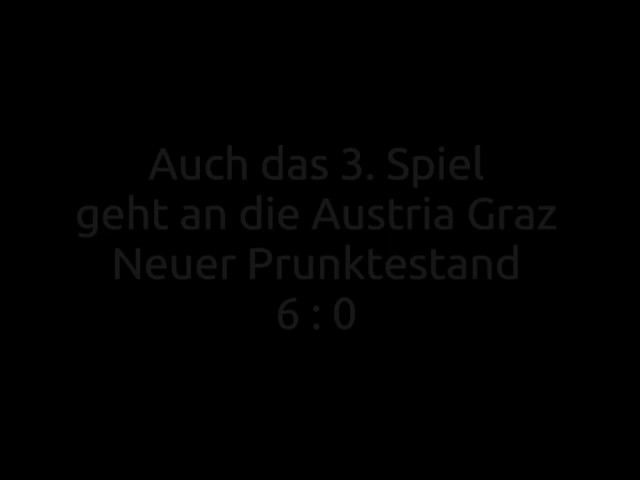 Auch das 3. Spiel
geht an die Austria Graz
Neuer Prunktestand
6 : 0